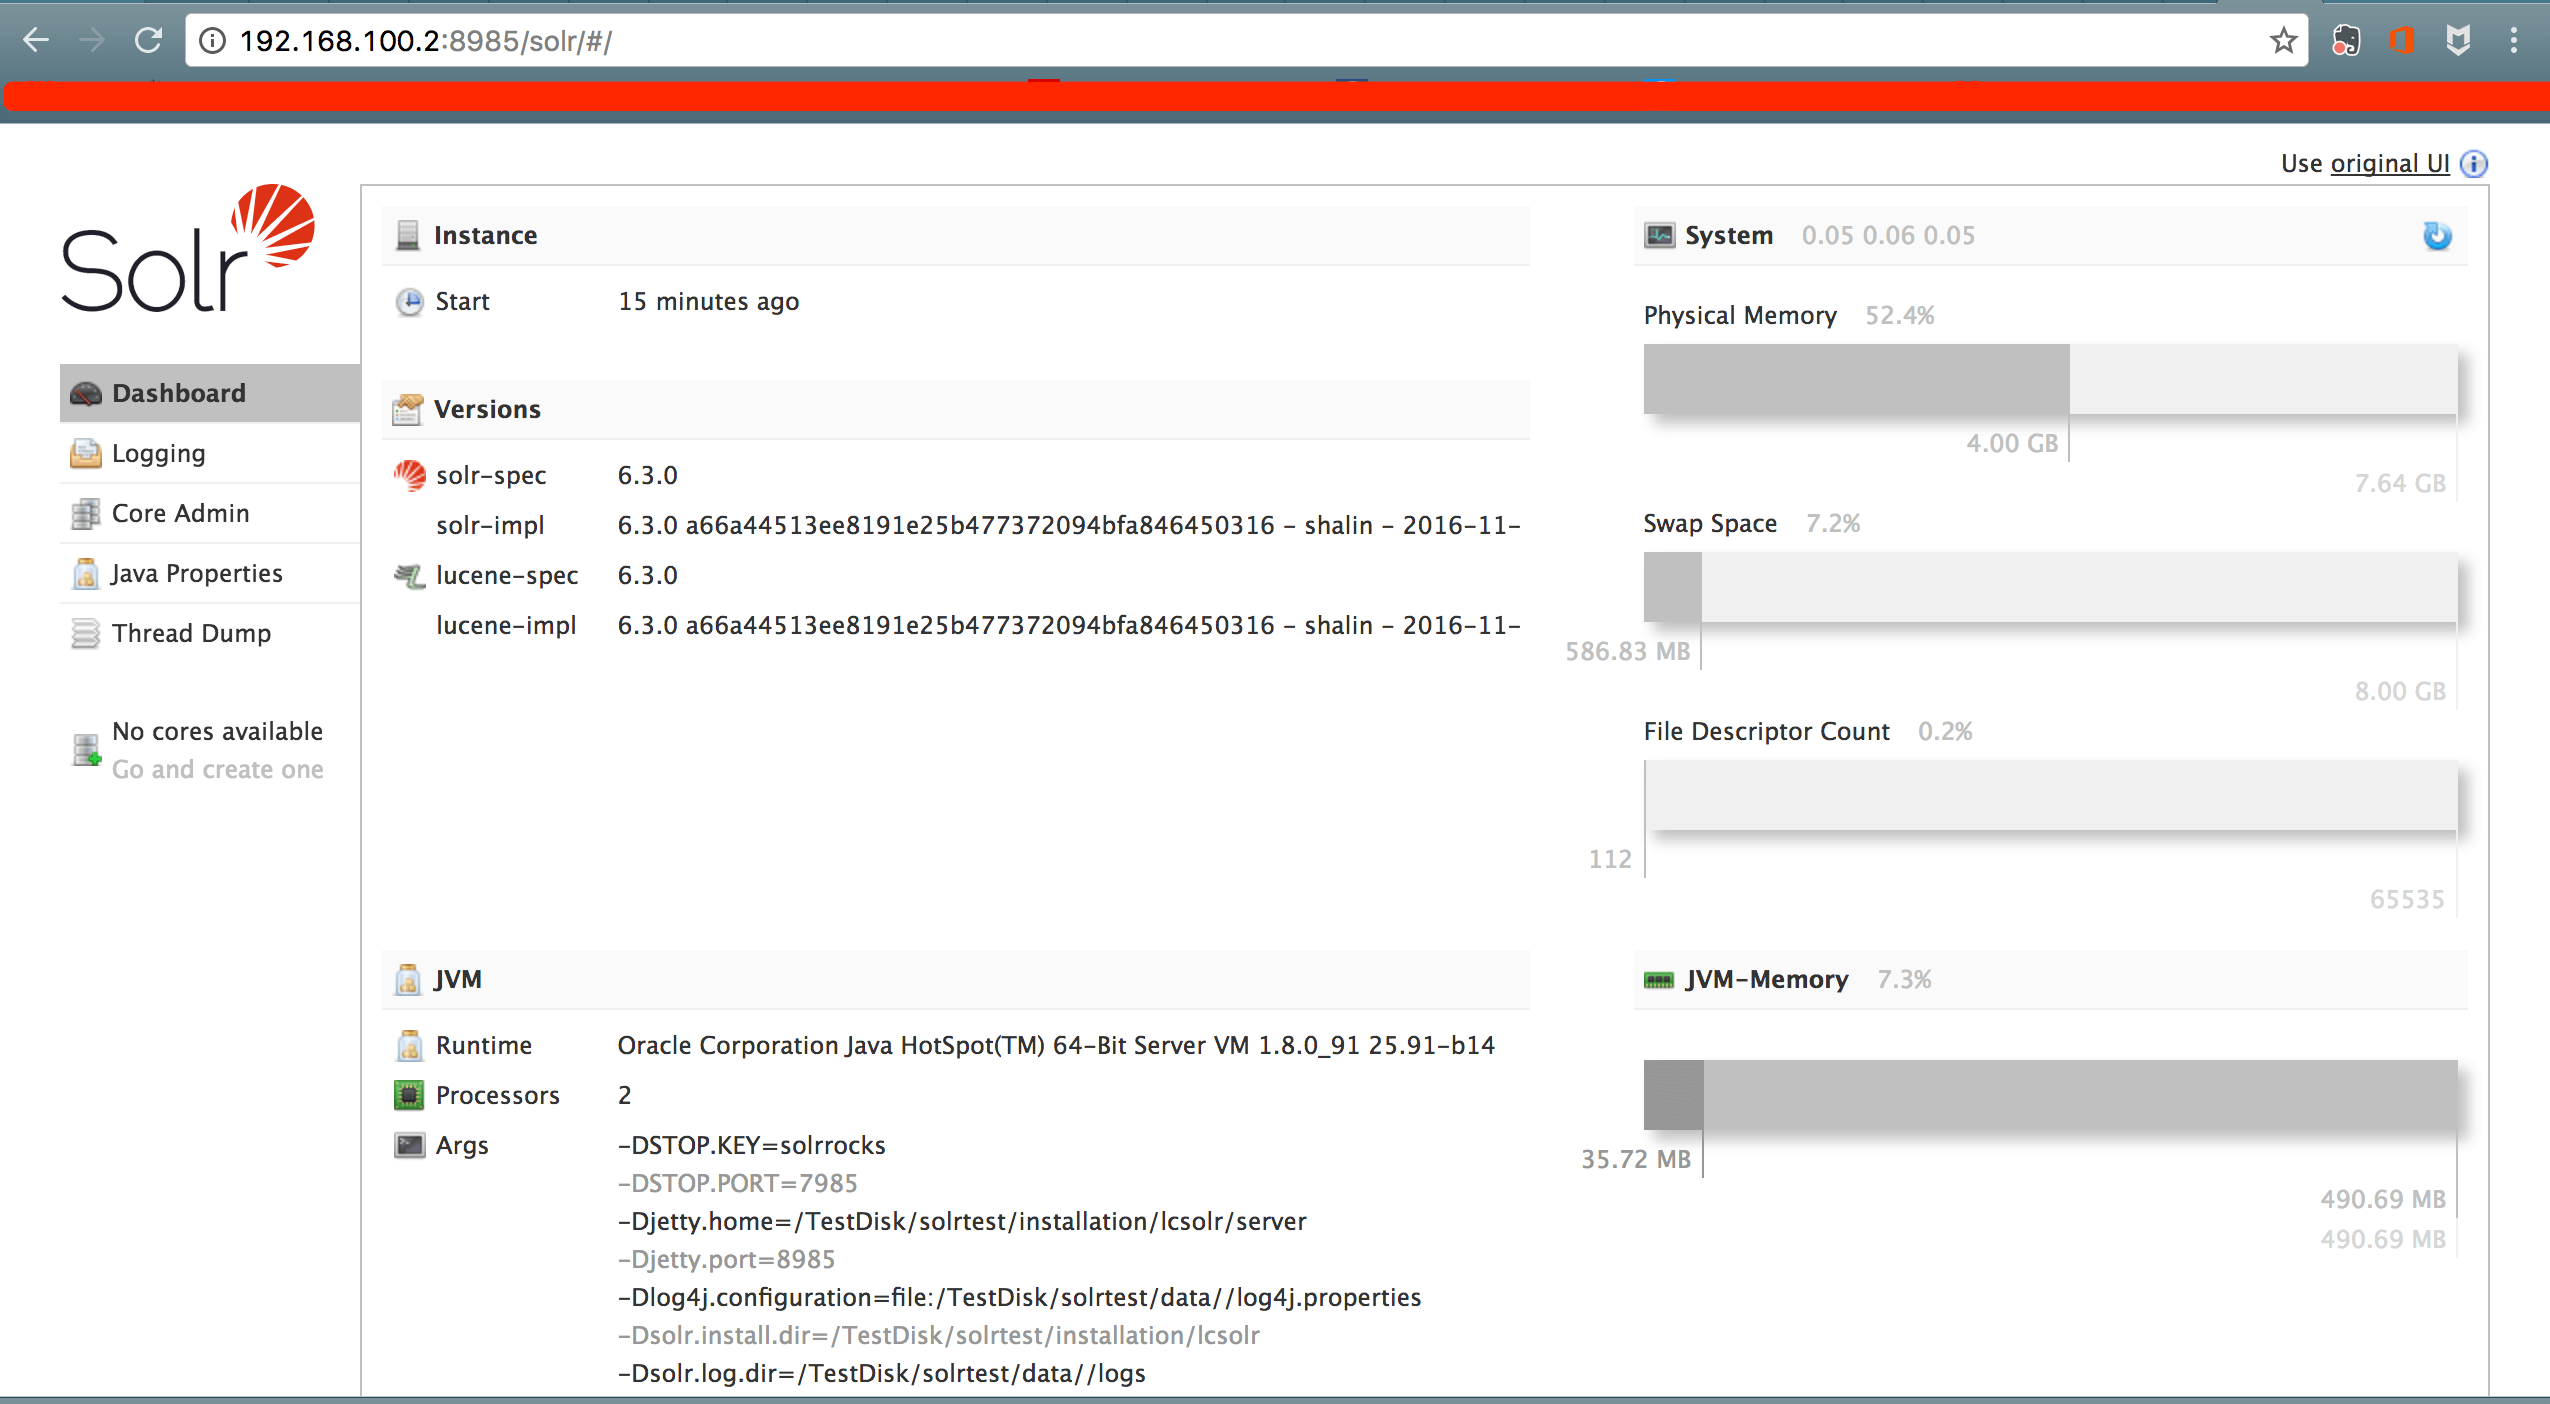 192.168.100.2:8985/solr/#/
Use original UI
Solr
Dashboard
Logging
Core Admin
Java Properties
Thread Dump
No cores available
Go and create one
Instance
Start 15 minutes ago
Versions
solr-spec 6.3.0
solr-impl 6.3.0 a66a44513ee8191e25b477372094bfa846450316 - shalin - 2016-11-
lucene-spec 6.3.0
lucene-impl 6.3.0 a66a44513ee8191e25b477372094bfa846450316 - shalin - 2016-11-
System 0.05 0.06 0.05
Physical Memory 52.4%
4.00 GB
7.64 GB
Swap Space 7.2%
586.83 MB
8.00 GB
File Descriptor Count 0.2%
112
65535
JVM
Runtime Oracle Corporation Java HotSpot(TM) 64-Bit Server VM 1.8.0_91 25.91-b14
Processors 2
Args -DSTOP.KEY=solrrocks
-DSTOP.PORT=7985
-Djetty.home=/TestDisk/solrtest/installation/lcsolr/server
-Djetty.port=8985
-Dlog4j.configuration=file:/TestDisk/solrtest/data//log4j.properties
-Dsolr.install.dir=/TestDisk/solrtest/installation/lcsolr
-Dsolr.log.dir=/TestDisk/solrtest/data//logs
JVM-Memory 7.3%
35.72 MB
490.69 MB
490.69 MB